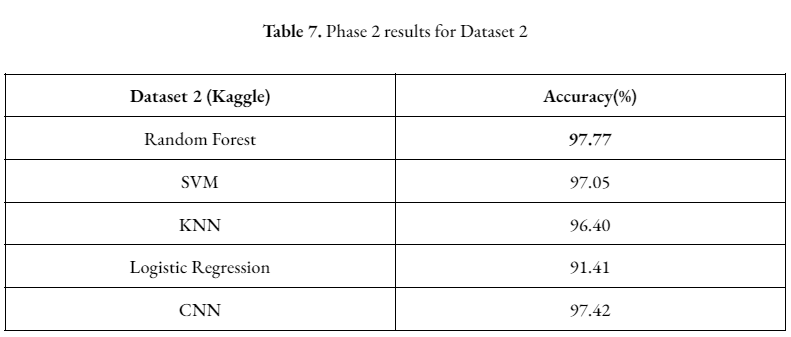 Table 7. Phase 2 results for Dataset 2
Dataset 2 (Kaggle) Accuracy(%)
Random Forest 97.77
SVM 97.05
KNN 96.40
Logistic Regression 91.41
CNN 97.42